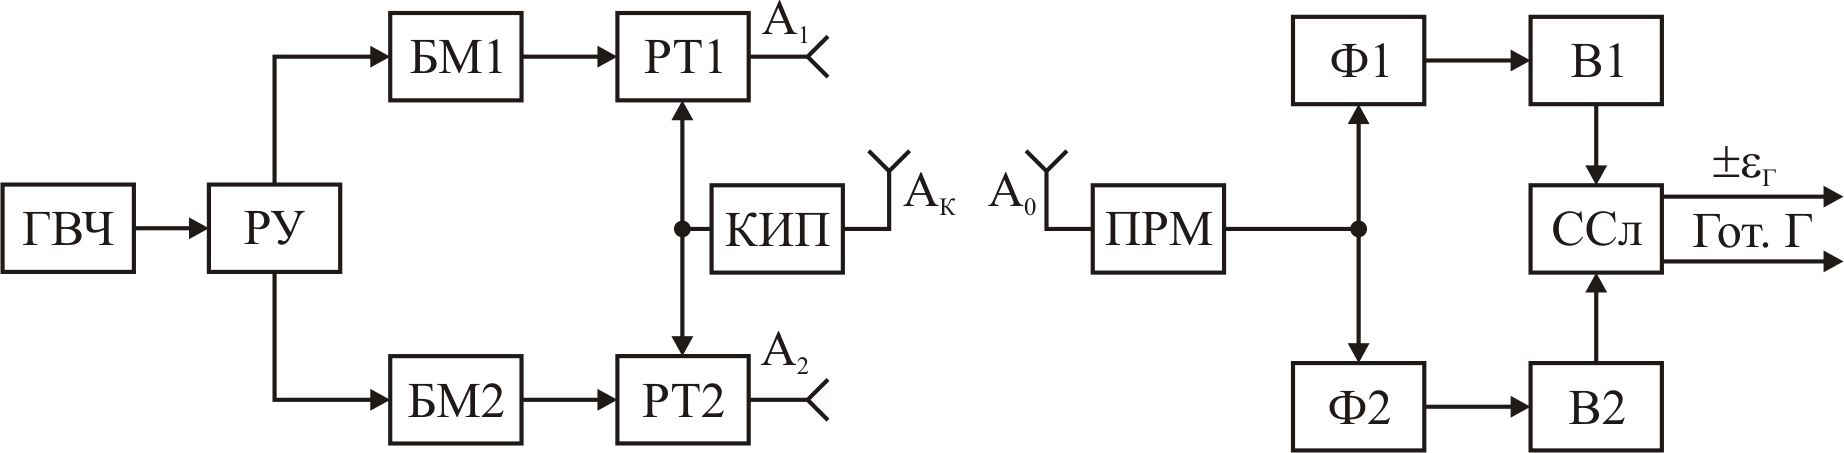 БМ1
РТ1
А1
Ф1
В1
ГВЧ
РУ
КИП
АК
А0
ПРМ
ССл
±εГ
Гот. Г
БМ2
РТ2
А2
Ф2
В2